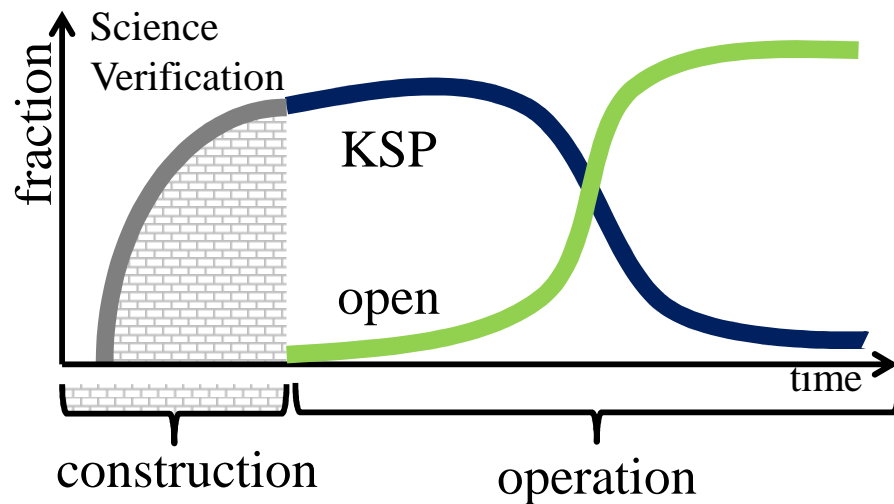 Science
Verification
fraction
KSP
open
time
construction
operation